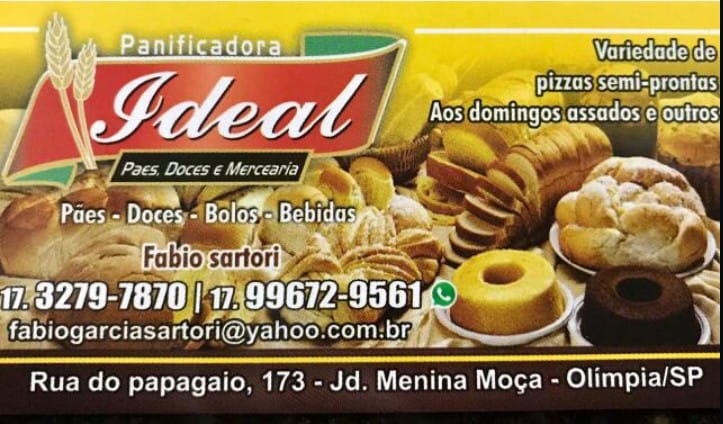 Panificadora
Ideal
Paes, Doces e Mercearia
Variedade de
pizzas semi-prontas
Aos domingos assados e outros
Pães - Doces - Bolos - Bebidas
Fabio sartori
17. 3279-7870 | 17. 99672-9561
fabiogarciasartori@yahoo.com.br
Rua do papagaio, 173 - Jd. Menina Moça - Olímpia/SP